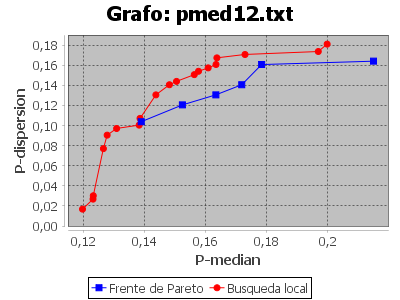 Grafo: pmed12.txt
P-dispersion
0,18
0,16
0,14
0,12
0,10
0,08
0,06
0,04
0,02
0,00
0,12 0,14 0,16 0,18 0,2
P-median
Frente de Pareto Busqueda local